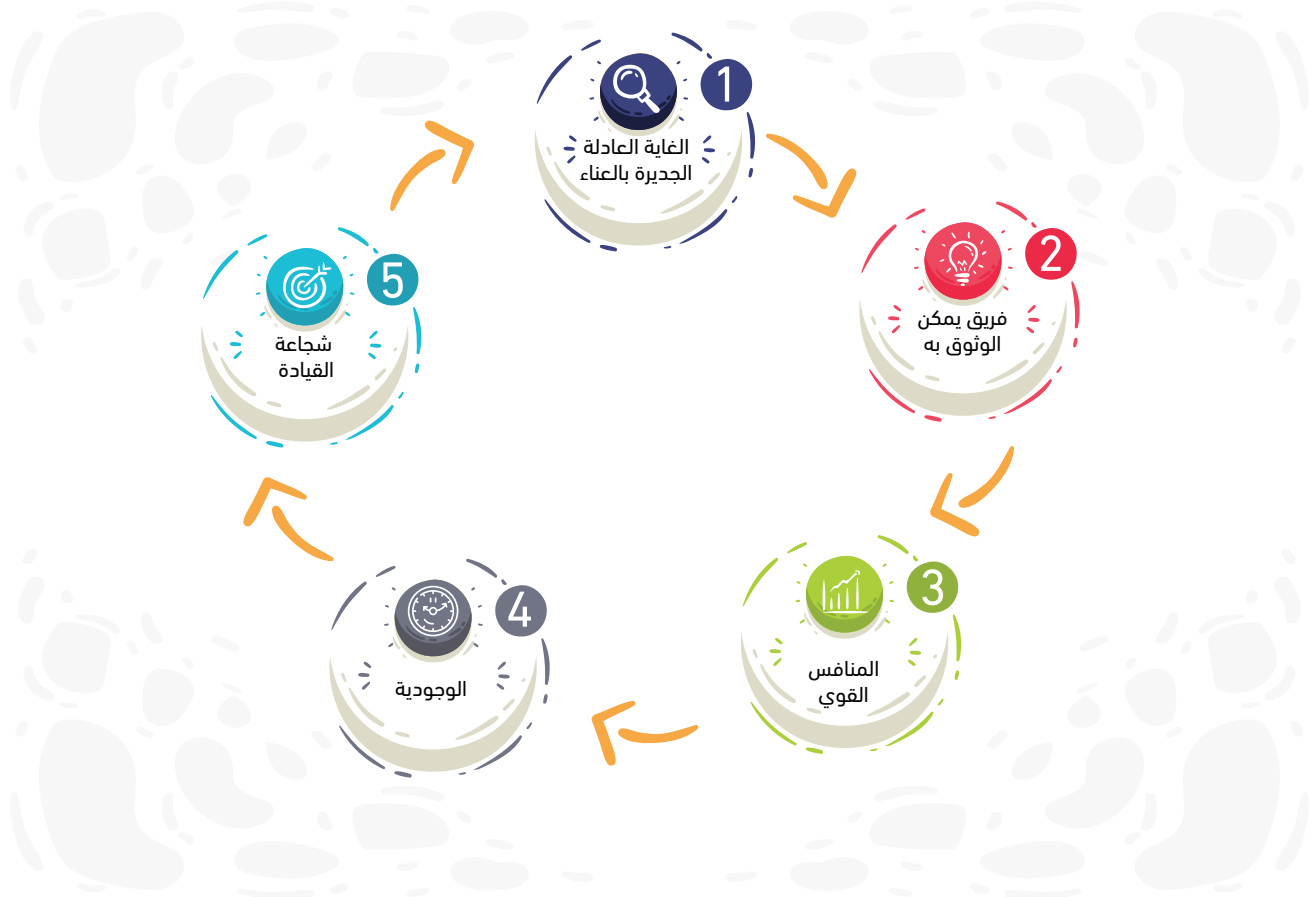 1
الغاية العادلة
الجديرة بالعناء
2
فريق يمكن
الوثوق به
3
المنافس
القوي
4
الوجودية
5
شجاعة
القيادة